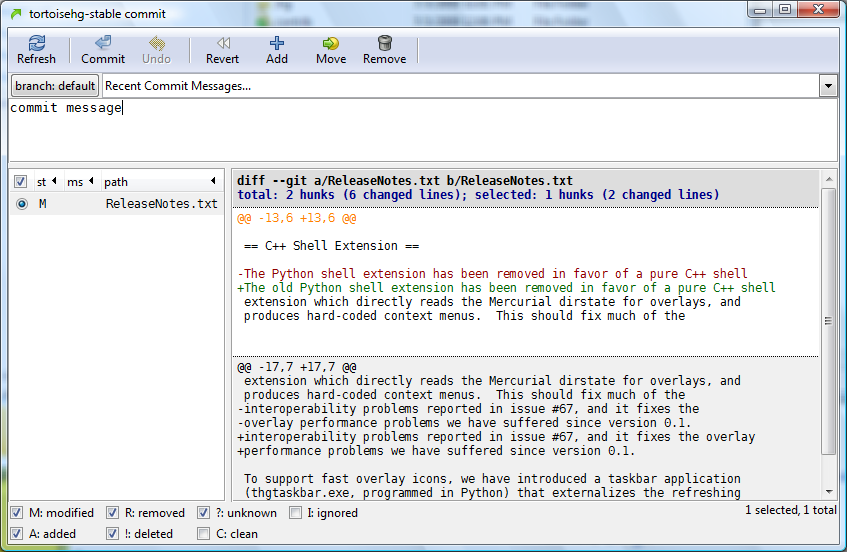 tortoisehg-stable commit
Refresh Commit Undo Revert Add Move Remove
branch: default Recent Commit Messages...
commit message
st ms path
M ReleaseNotes.txt
diff --git a/ReleaseNotes.txt b/ReleaseNotes.txt
total: 2 hunks (6 changed lines); selected: 1 hunks (2 changed lines)
@@ -13,6 +13,6 @@
== C++ Shell Extension ==
-The Python shell extension has been removed in favor of a pure C++ shell
+The old Python shell extension has been removed in favor of a pure C++ shell
extension which directly reads the Mercurial dirstate for overlays, and
produces hard-coded context menus.  This should fix much of the
@@ -17,7 +17,7 @@
extension which directly reads the Mercurial dirstate for overlays, and
produces hard-coded context menus.  This should fix much of the
-interoperability problems reported in issue #67, and it fixes the
-overlay performance problems we have suffered since version 0.1.
+interoperability problems reported in issue #67, and it fixes the overlay
+performance problems we have suffered since version 0.1.
To support fast overlay icons, we have introduced a taskbar application
(thgtaskbar.exe, programmed in Python) that externalizes the refreshing
M: modified R: removed ?: unknown I: ignored 1 selected, 1 total
A: added !: deleted C: clean